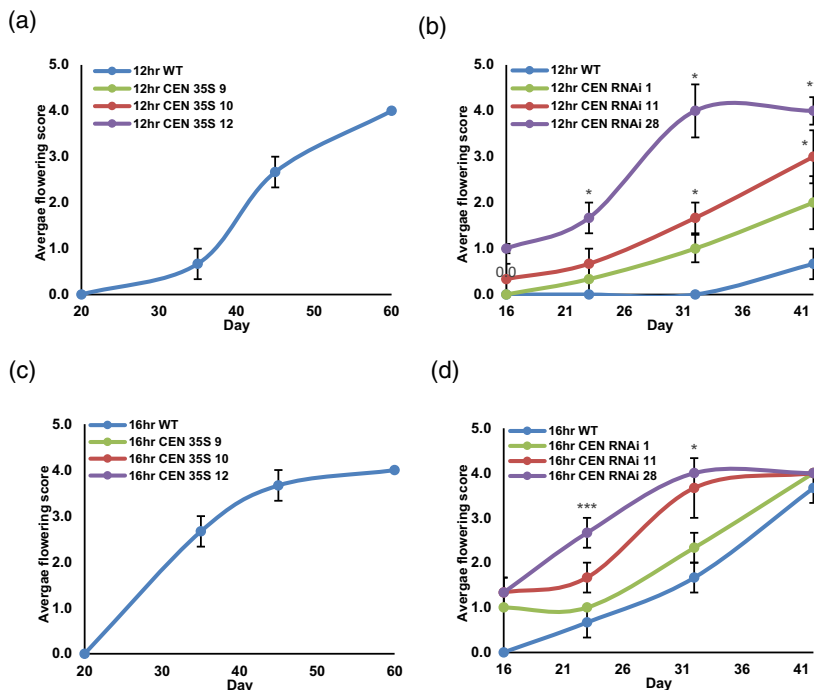 (a)
5.0
4.0
3.0
2.0
1.0
0.0
Avergae flowering score
12hr WT
12hr CEN 35S 9
12hr CEN 35S 10
12hr CEN 35S 12
20 30 40 50 60
Day
(b)
5.0
4.0
3.0
2.0
1.0
0.0
Avergae flowering score
12hr WT
12hr CEN RNAi 1
12hr CEN RNAi 11
12hr CEN RNAi 28
* * * * *
0.0
16 21 26 31 36 41
Day
(c)
5.0
4.0
3.0
2.0
1.0
0.0
Avergae flowering score
16hr WT
16hr CEN 35S 9
16hr CEN 35S 10
16hr CEN 35S 12
20 30 40 50 60
Day
(d)
5.0
4.0
3.0
2.0
1.0
0.0
Avergae flowering score
16hr WT
16hr CEN RNAi 1
16hr CEN RNAi 11
16hr CEN RNAi 28
*** *
16 21 26 31 36 41
Day